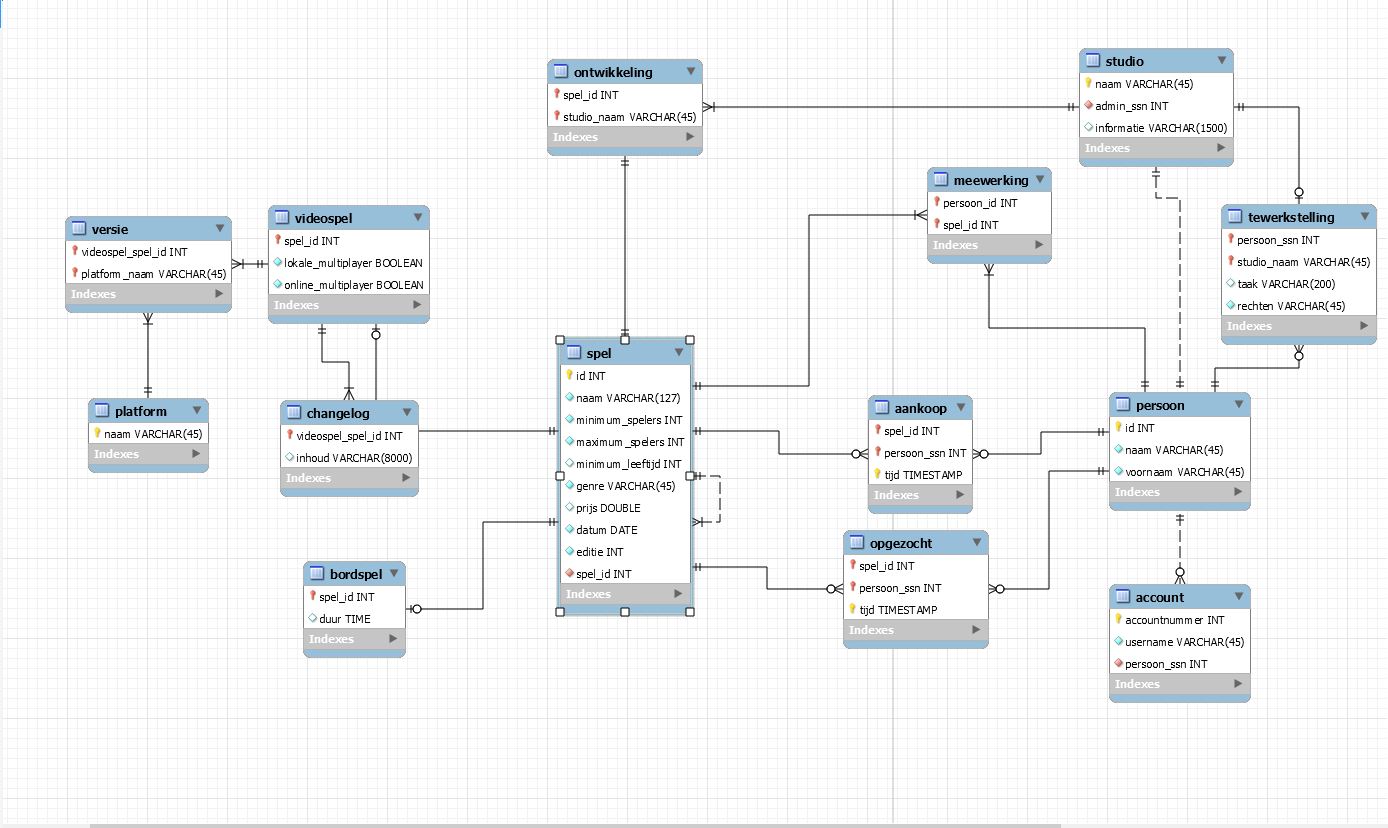 ontwikkeling
spel_id INT
studio_naam VARCHAR(45)
Indexes
studio
naam VARCHAR(45)
admin_ssn INT
informatie VARCHAR(1500)
Indexes
meewerking
persoon_id INT
spel_id INT
Indexes
versie
videospel_spel_id INT
platform_naam VARCHAR(45)
Indexes
videospel
spel_id INT
lokale_multiplayer BOOLEAN
online_multiplayer BOOLEAN
Indexes
tewerkstelling
persoon_ssn INT
studio_naam VARCHAR(45)
taak VARCHAR(200)
rechten VARCHAR(45)
Indexes
platform
naam VARCHAR(45)
Indexes
changelog
videospel_spel_id INT
inhoud VARCHAR(8000)
Indexes
spel
id INT
naam VARCHAR(127)
minimum_spelers INT
maximum_spelers INT
minimum_leeftijd INT
genre VARCHAR(45)
prijs DOUBLE
datum DATE
editie INT
spel_id INT
Indexes
aankoop
spel_id INT
persoon_ssn INT
tijd TIMESTAMP
Indexes
persoon
id INT
naam VARCHAR(45)
voornaam VARCHAR(45)
Indexes
bordspel
spel_id INT
duur TIME
Indexes
opgezocht
spel_id INT
persoon_ssn INT
tijd TIMESTAMP
Indexes
account
accountnummer INT
username VARCHAR(45)
persoon_ssn INT
Indexes